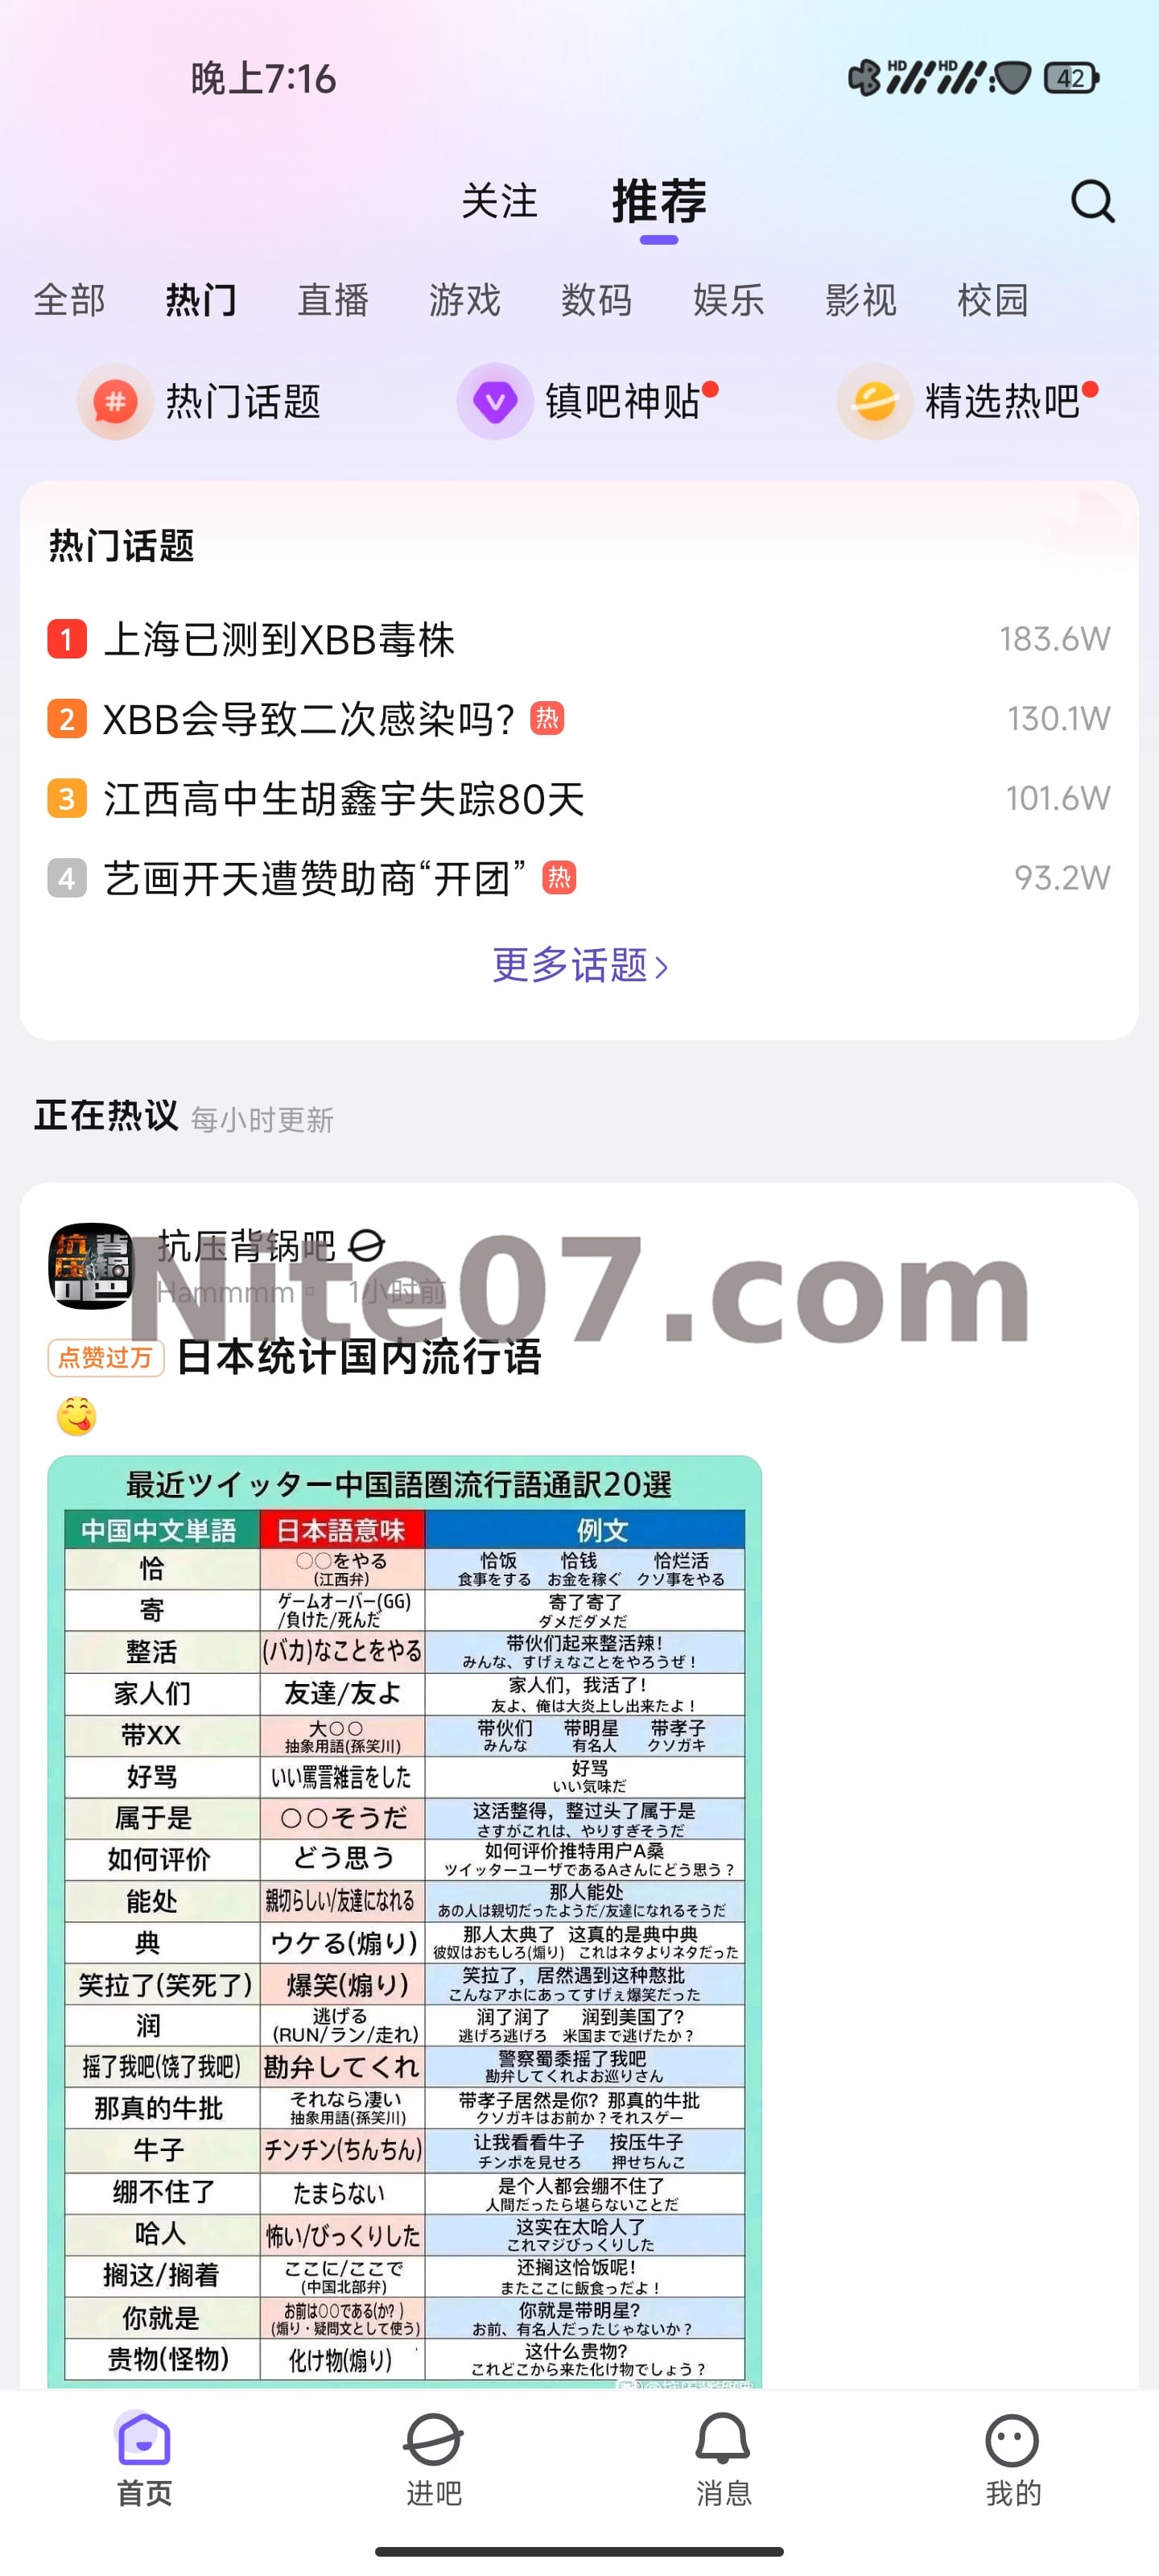 晚上7:16
HD HD 42
关注 推荐
全部 热门 直播 游戏 数码 娱乐 影视 校园
热门话题 镇吧神贴 精选热吧
热门话题
1 上海已测到XBB毒株 183.6W
2 XBB会导致二次感染吗? 热 130.1W
3 江西高中生胡鑫宇失踪80天 101.6W
4 艺画开天遭赞助商“开团” 热 93.2W
更多话题
正在热议 每小时更新
抗压背锅吧
Nite07.com
Hammmm 1小时前
点赞过万 日本统计国内流行语
最近ツイッター中国語圏流行語通訳20選
中国中文単語 日本語意味 例文
恰 ○○をやる 恰饭 恰钱 恰烂活
(江西弁) 食事をする お金を稼ぐ クソ事をやる
寄 ゲームオーバー(GG) 寄了寄了
/負けた/死んだ ダメだダメだ
整活 (バカ)なことをやる 带伙们起来整活辣!
みんな、すげぇなことをやろうぜ!
家人们 友達/友よ 家人们，我活了!
友よ、俺は大炎上し出来たよ!
带XX 大○○ 带伙们 带明星 带孝子
抽象用語(孫笑川) みんな 有名人 クソガキ
好骂 いい罵詈雑言をした 好骂
いい気味だ
属于是 ○○そうだ 这活整得，整过头了属于是
さすがこれは、やりすぎそうだ
如何评价 どう思う 如何评价推特用户A桑
ツイッターユーザであるAさんにどう思う?
能处 親切らしい/友達になれる 那人能处
あの人は親切だったようだ/友達になれるそうだ
典 ウケる(煽り) 那人太典了 这真的是典中典
彼奴はおもしろ(煽り) これはネタよりネタだった
笑拉了(笑死了) 爆笑(煽り) 笑拉了，居然遇到这种憨批
こんなアホにあってすげぇ爆笑だった
润 逃げる 润了润了 润到美国了?
(RUN/ラン/走れ) 逃げろ逃げろ 米国まで逃げたか?
摇了我吧(饶了我吧) 勘弁してくれ 警察蜀黍摇了我吧
勘弁してくれよお巡りさん
那真的牛批 それなら凄い 带孝子居然是你? 那真的牛批
抽象用語(孫笑川) クソガキはお前か?それスゲー
牛子 チンチン(ちんちん) 让我看看牛子 按压牛子
チンポを見せろ 押せちんこ
绷不住了 たまらない 是个人都会绷不住了
人間だったら堪らないことだ
哈人 怖い/びっくりした 这实在太哈人了
これマジびっくりした
搁这/搁着 ここに/ここで 还搁这恰饭呢!
(中国北部弁) またここに飯食っだよ!
你就是 お前は○○である(か?) 你就是带明星?
(煽り・疑問文として使う) お前、有名人だったじゃないか?
贵物(怪物) 化け物(煽り) 这什么贵物?
これどこから来た化け物でしょう?
首页 进吧 消息 我的